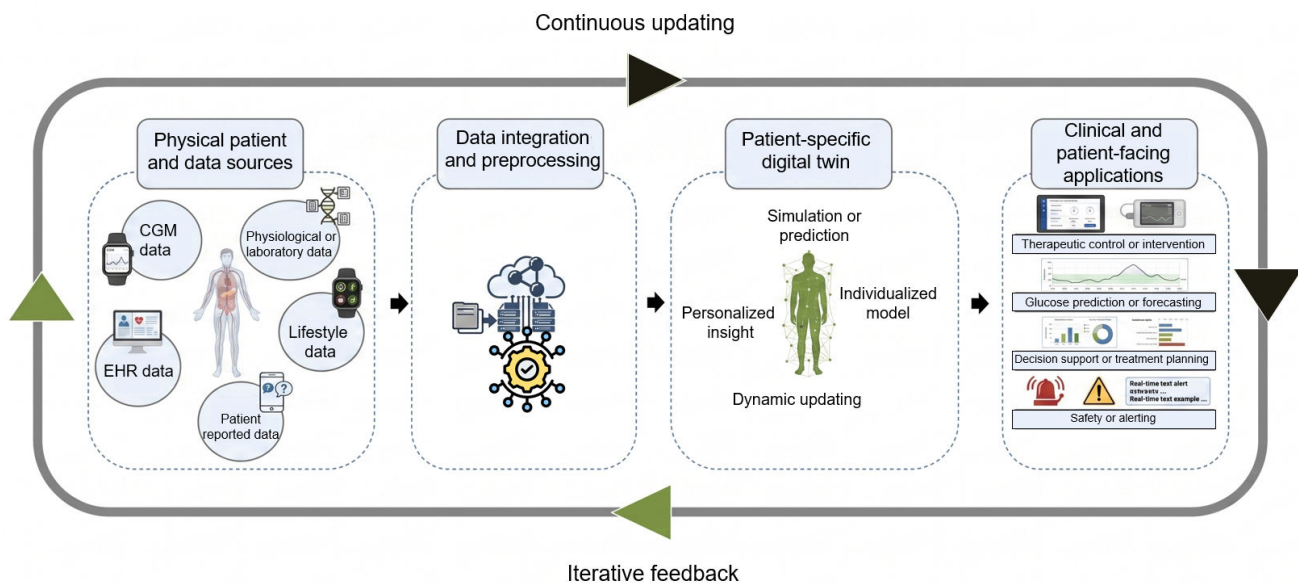 Continuous updating
Physical patient
and data sources
Data integration
and preprocessing
Patient-specific
digital twin
Clinical and
patient-facing
applications
CGM
data
CGM
Physiological or
laboratory data
Lifestyle
data
EHR data
Patient
reported data
Simulation or
prediction
Personalized
insight
Individualized
model
Dynamic updating
Therapeutic control or intervention
Glucose prediction or forecasting
Decision support or treatment planning
Real-time text alert
Real-time text example ...
Safety or alerting
Iterative feedback